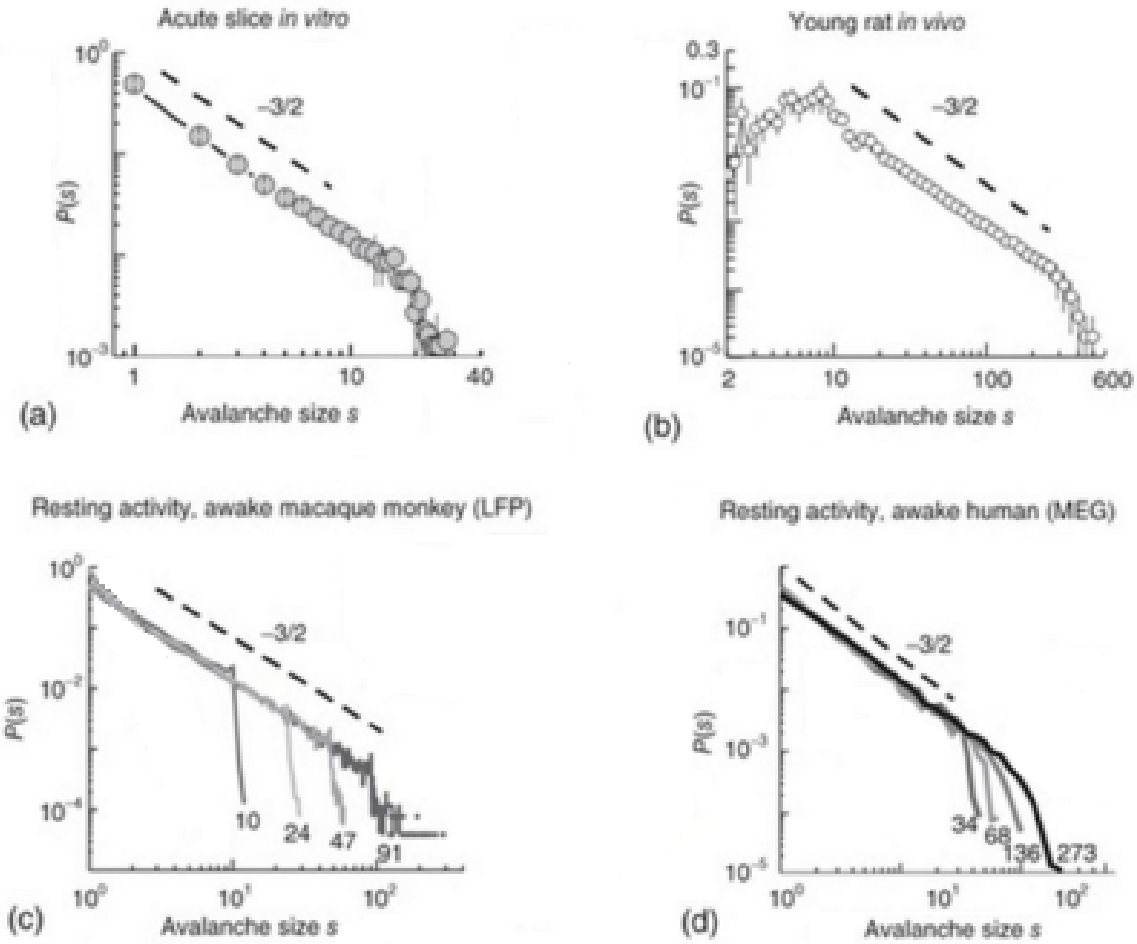 Acute slice in vitro
10⁰
P(s)
–3/2
10⁻³
1 10 40
(a) Avalanche size s
Young rat in vivo
0.3
10⁻¹
P(s)
–3/2
10⁻⁵
2 10 100 600
(b) Avalanche size s
Resting activity, awake macaque monkey (LFP)
10⁰
–3/2
10⁻²
P(s)
10⁻⁴
10 24 47 91
10⁰ 10¹ 10²
(c) Avalanche size s
Resting activity, awake human (MEG)
10⁻¹
–3/2
P(s)
10⁻³
34 68 136 273
10⁻⁵
10⁰ 10¹ 10²
(d) Avalanche size s